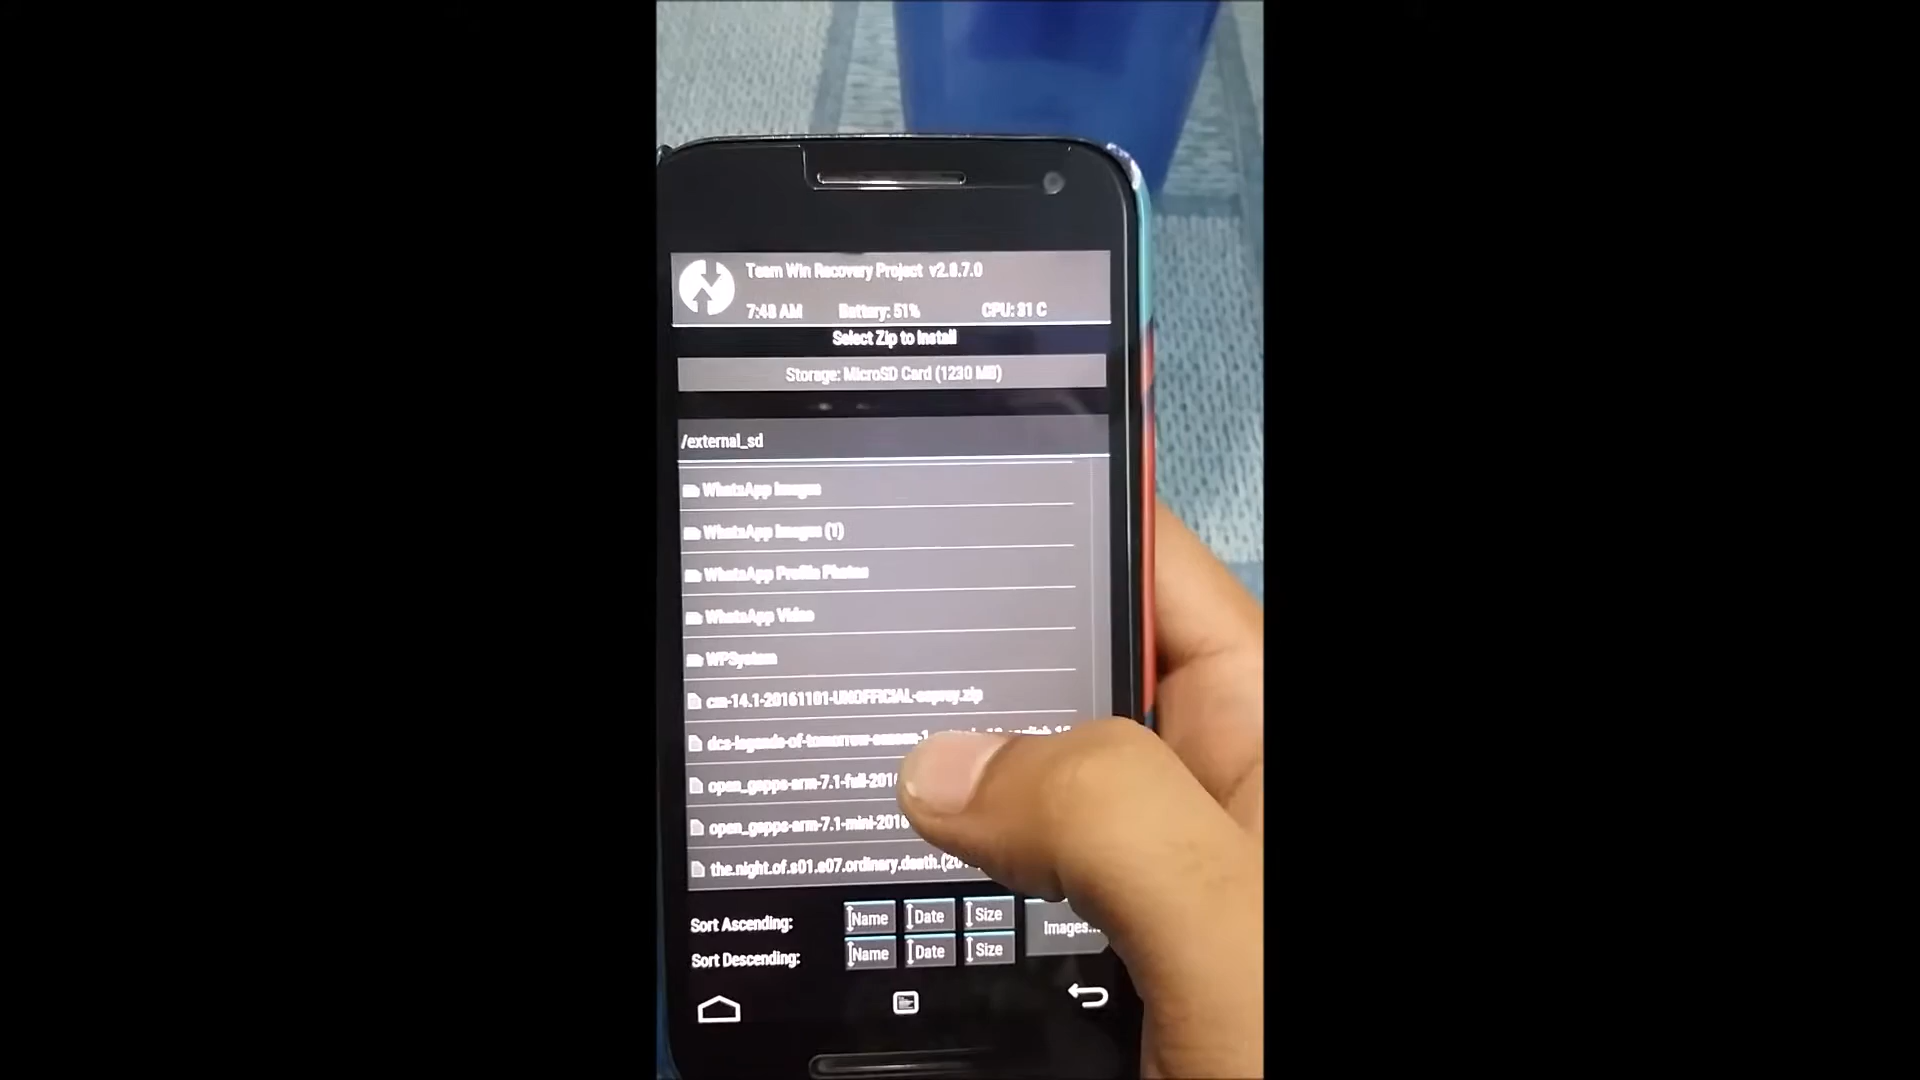 Team Win Recovery Project v2.8.7.0
7:48 AM Battery: 51% CPU: 31 C
Select Zip to Install
Storage: MicroSD Card (1230 MB)
/external_sd
WhatsApp Images
WhatsApp Images (1)
WhatsApp Profile Photos
WhatsApp Video
WPSystem
cm-14.1-20161101-UNOFFICIAL-osprey.zip
dcs-legends-of-tomorrow-season-1
open_gapps-arm-7.1-full-201
open_gapps-arm-7.1-mini-2016
the.night.of.s01.e07.ordinary.death.(20
Sort Ascending: Name Date Size
Images...
Sort Descending: Name Date Size